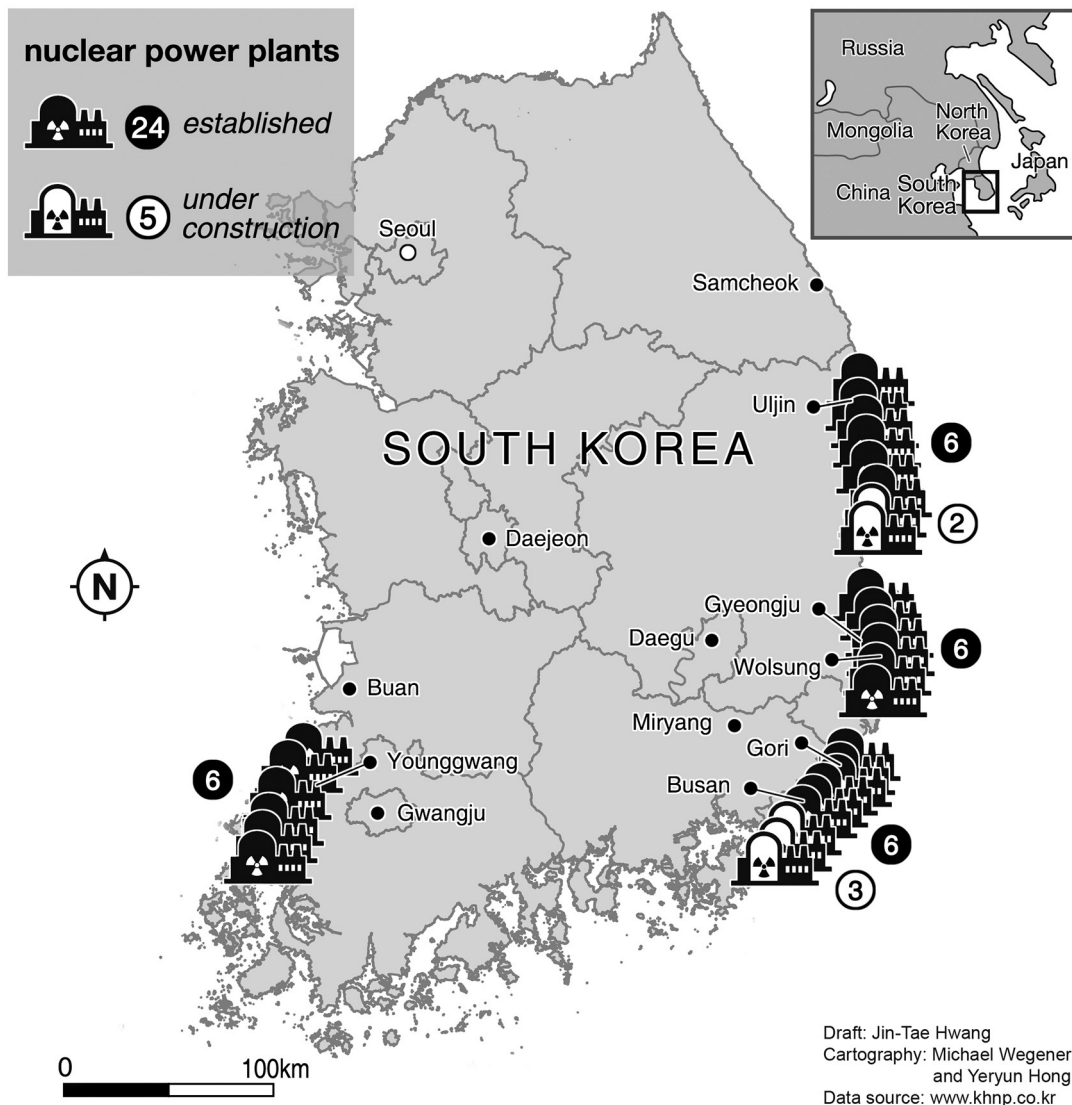 nuclear power plants
24 established
5 under
construction
Russia
Mongolia
North
Korea
Japan
China
South
Korea
Seoul
Samcheok
Uljin
SOUTH KOREA
6
2
Daejeon
N
Gyeongju
Daegu
6
Wolsung
Buan
Miryang
Gori
Younggwang
6
Busan
Gwangju
6
3
0 100km
Draft: Jin-Tae Hwang
Cartography: Michael Wegener
and Yeryun Hong
Data source: www.khnp.co.kr